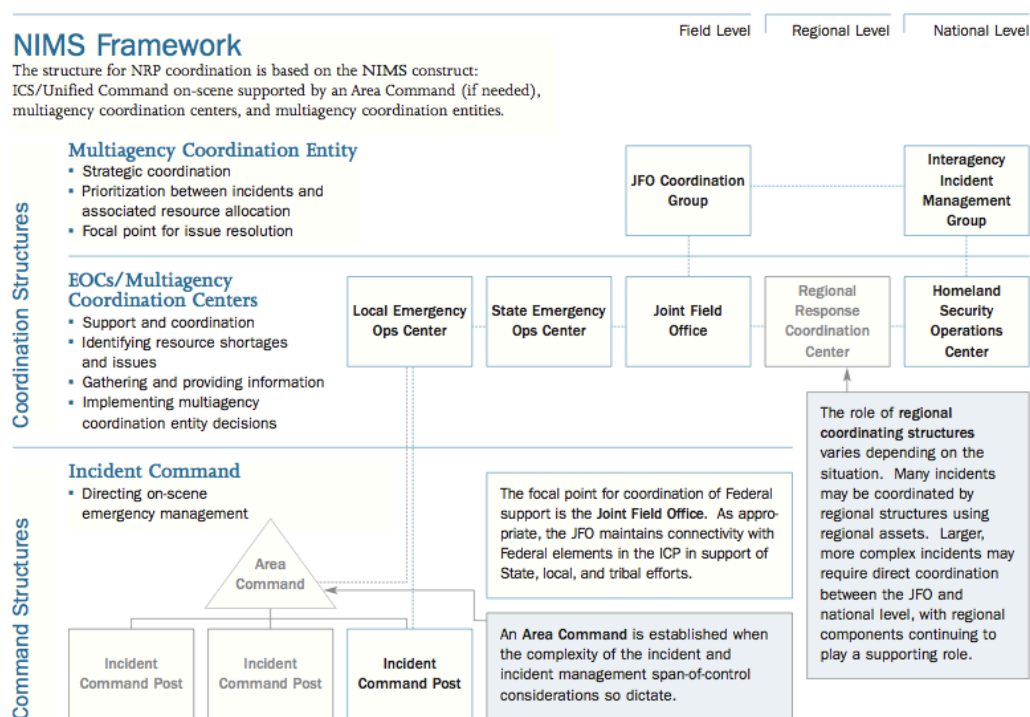 Field Level
Regional Level
National Level
NIMS Framework
The structure for NRP coordination is based on the NIMS construct:
ICS/Unified Command on-scene supported by an Area Command (if needed),
multiagency coordination centers, and multiagency coordination entities.
Coordination Structures
Multiagency Coordination Entity
▪ Strategic coordination
▪ Prioritization between incidents and
associated resource allocation
▪ Focal point for issue resolution
JFO Coordination
Group
Interagency
Incident
Management
Group
EOCs/Multiagency
Coordination Centers
▪ Support and coordination
▪ Identifying resource shortages
and issues
▪ Gathering and providing information
▪ Implementing multiagency
coordination entity decisions
Local Emergency
Ops Center
State Emergency
Ops Center
Joint Field
Office
Regional
Response
Coordination
Center
Homeland
Security
Operations
Center
The role of regional
coordinating structures
varies depending on the
situation. Many incidents
may be coordinated by
regional structures using
regional assets. Larger,
more complex incidents may
require direct coordination
between the JFO and
national level, with regional
components continuing to
play a supporting role.
Command Structures
Incident Command
▪ Directing on-scene
emergency management
The focal point for coordination of Federal
support is the Joint Field Office. As appro-
priate, the JFO maintains connectivity with
Federal elements in the ICP in support of
State, local, and tribal efforts.
Area
Command
An Area Command is established when
the complexity of the incident and
incident management span-of-control
considerations so dictate.
Incident
Command Post
Incident
Command Post
Incident
Command Post